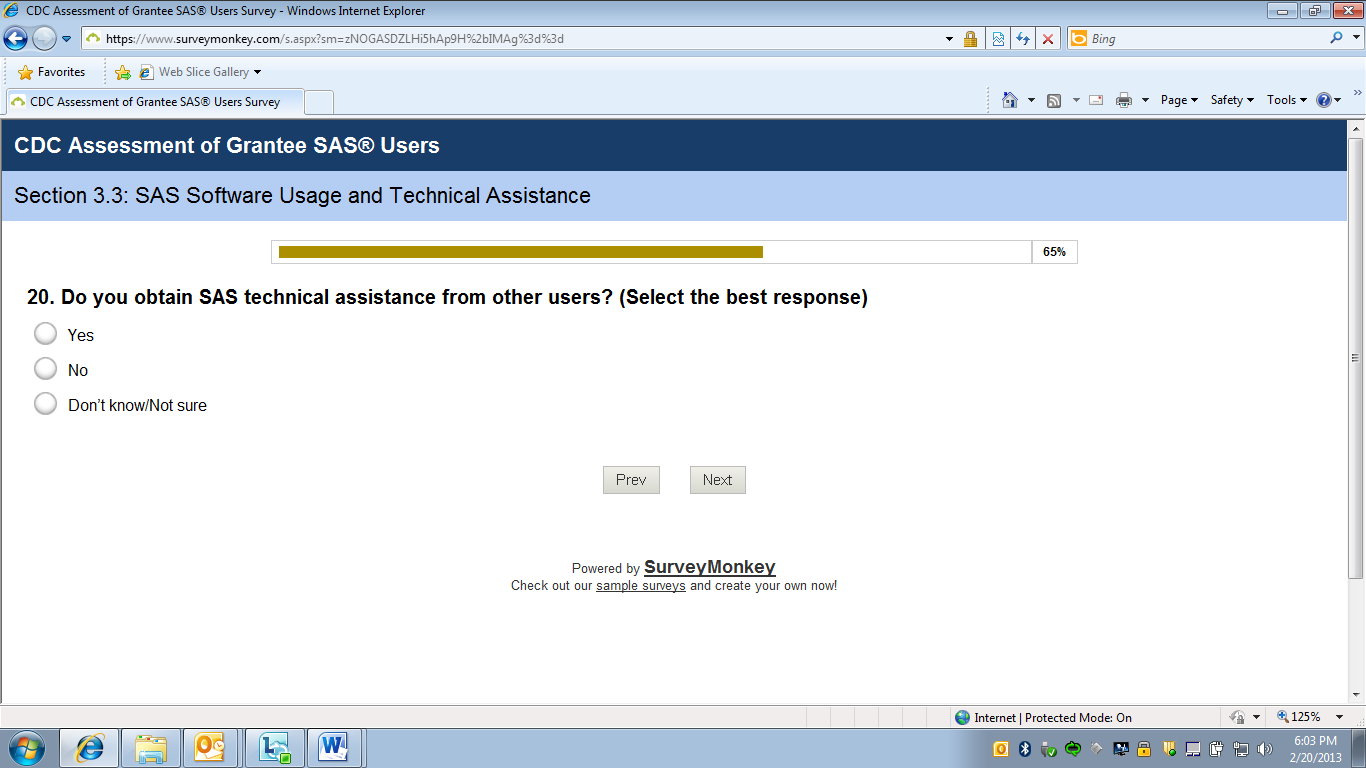 CDC Assessment of Grantee SAS® Users Survey - Windows Internet Explorer
https://www.surveymonkey.com/s.aspx?sm=zNOGASDZLHi5hAp9H%2bIMAg%3d%3d
Bing
Favorites
Web Slice Gallery
CDC Assessment of Grantee SAS® Users Survey
Page
Safety
Tools
CDC Assessment of Grantee SAS® Users
Section 3.3: SAS Software Usage and Technical Assistance
65%
20. Do you obtain SAS technical assistance from other users? (Select the best response)
Yes
No
Don't know/Not sure
Prev
Next
Powered by SurveyMonkey
Check out our sample surveys and create your own now!
Internet | Protected Mode: On
125%
6:03 PM
2/20/2013